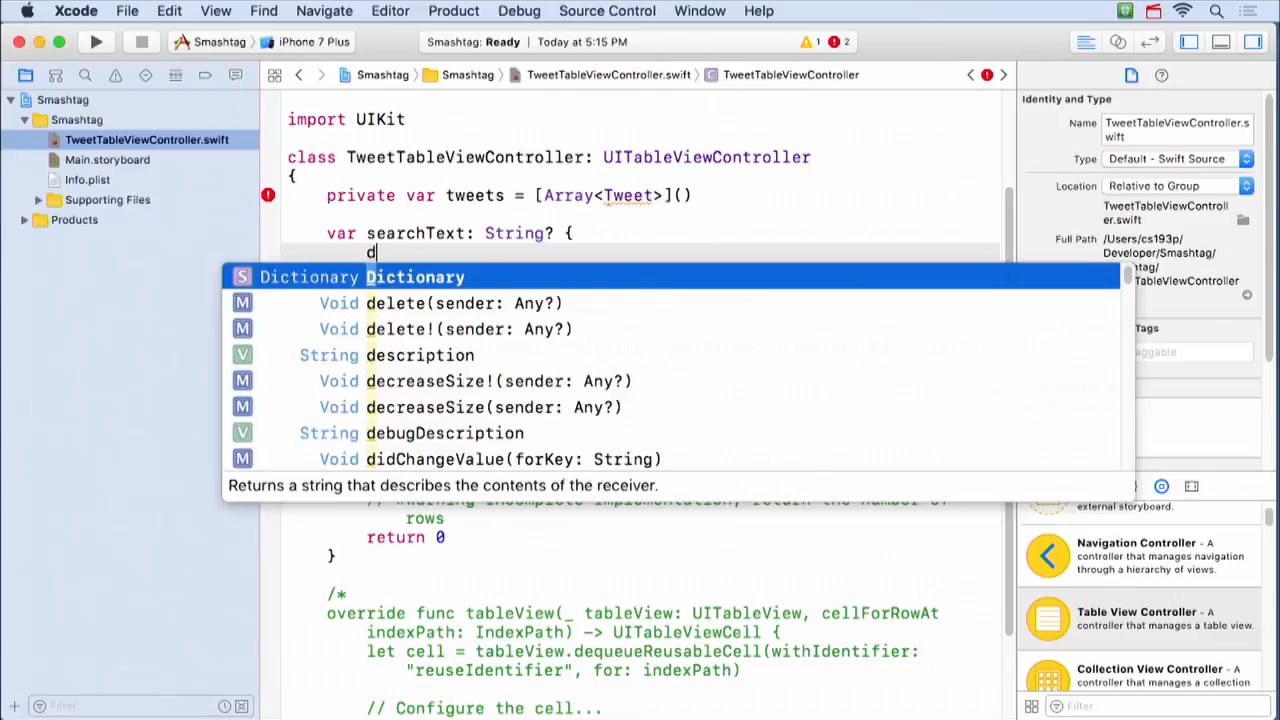 Xcode File Edit View Find Navigate Editor Product Debug Source Control Window Help
Smashtag iPhone 7 Plus Smashtag: Ready Today at 5:15 PM 1 2
Smashtag Smashtag TweetTableViewController.swift TweetTableViewController
Smashtag
Smashtag
TweetTableViewController.swift
Main.storyboard
Info.plist
Supporting Files
Products
Filter
import UIKit
class TweetTableViewController: UITableViewController
{
private var tweets = [Array<Tweet>]()
var searchText: String? {
d
Dictionary Dictionary
Void delete(sender: Any?)
Void delete!(sender: Any?)
String description
Void decreaseSize!(sender: Any?)
Void decreaseSize(sender: Any?)
String debugDescription
Void didChangeValue(forKey: String)
Returns a string that describes the contents of the receiver.
rows
return 0
}
/*
override func tableView(_ tableView: UITableView, cellForRowAt
indexPath: IndexPath) -> UITableViewCell {
let cell = tableView.dequeueReusableCell(withIdentifier:
"reuseIdentifier", for: indexPath)
// Configure the cell...
Identity and Type
Name TweetTableViewController.s
wift
Type Default - Swift Source
Location Relative to Group
TweetTableViewControll
er.swift
Full Path /Users/cs193p/
Developer/Smashtag/
htag/
TableViewController
Tags
aggable
external storyboard.
Navigation Controller - A
controller that manages navigation
through a hierarchy of views.
Table View Controller - A
controller that manages a table view.
Collection View Controller - A
controller that manages a collection
Filter